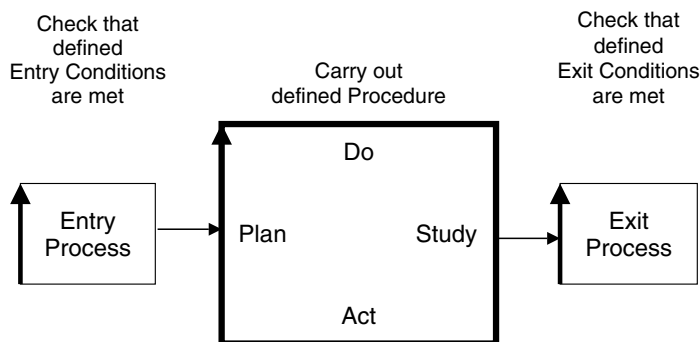 Check that
defined
Entry Conditions
are met
Carry out
defined Procedure
Check that
defined
Exit Conditions
are met
Entry
Process
Do
Plan
Study
Act
Exit
Process